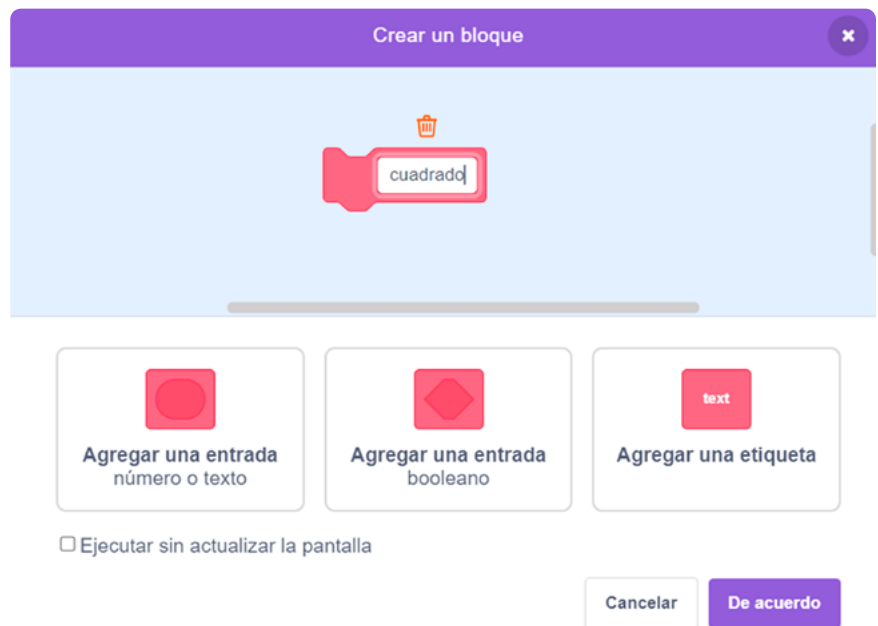 Crear un bloque
cuadrado
text
Agregar una entrada
número o texto
Agregar una entrada
booleano
Agregar una etiqueta
Ejecutar sin actualizar la pantalla
Cancelar
De acuerdo